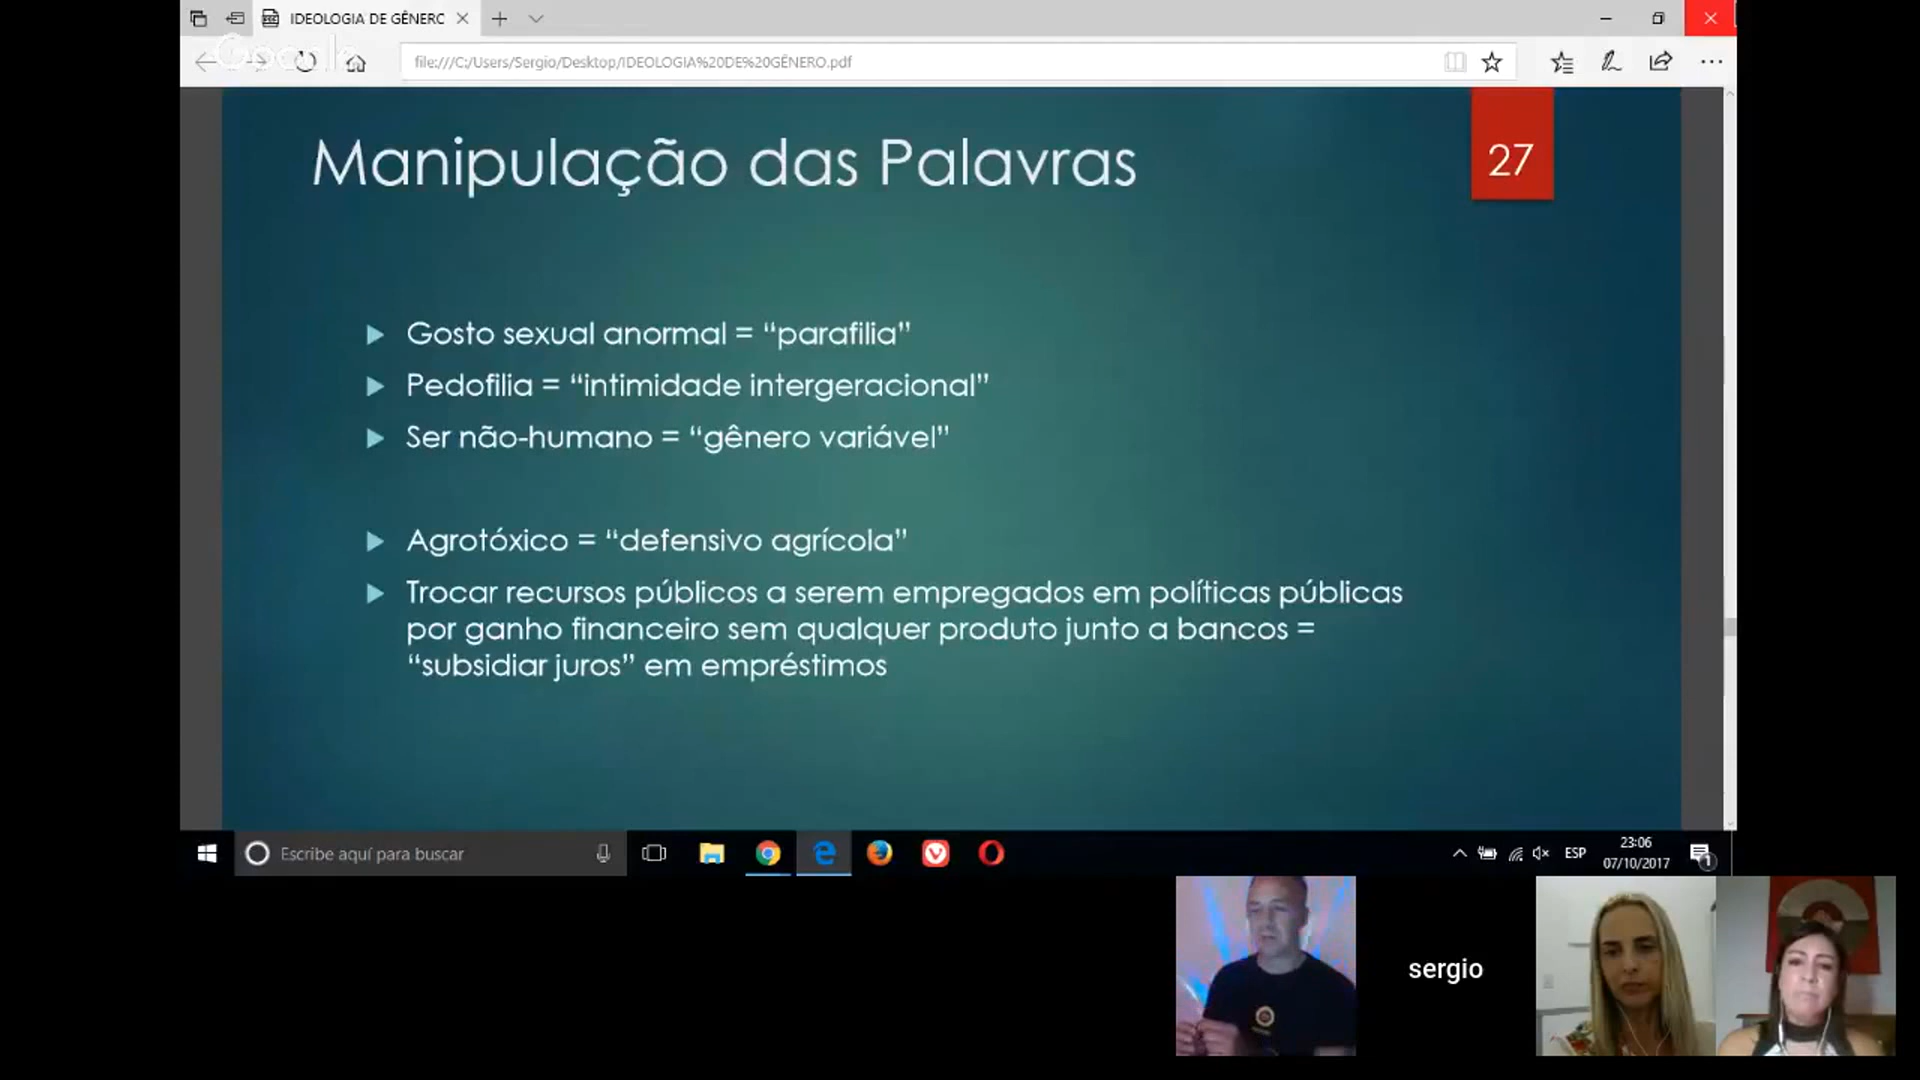 IDEOLOGIA DE GÊNERC
Google
file:///C:/Users/Sergio/Desktop/IDEOLOGIA%20DE%20GÊNERO.pdf
Manipulação das Palavras
27
Gosto sexual anormal = “parafilia”
Pedofilia = “intimidade intergeracional”
Ser não-humano = “gênero variável”
Agrotóxico = “defensivo agrícola”
Trocar recursos públicos a serem empregados em políticas públicas
por ganho financeiro sem qualquer produto junto a bancos =
“subsidiar juros” em empréstimos
Escribe aquí para buscar
ESP
23:06
07/10/2017
1
sergio